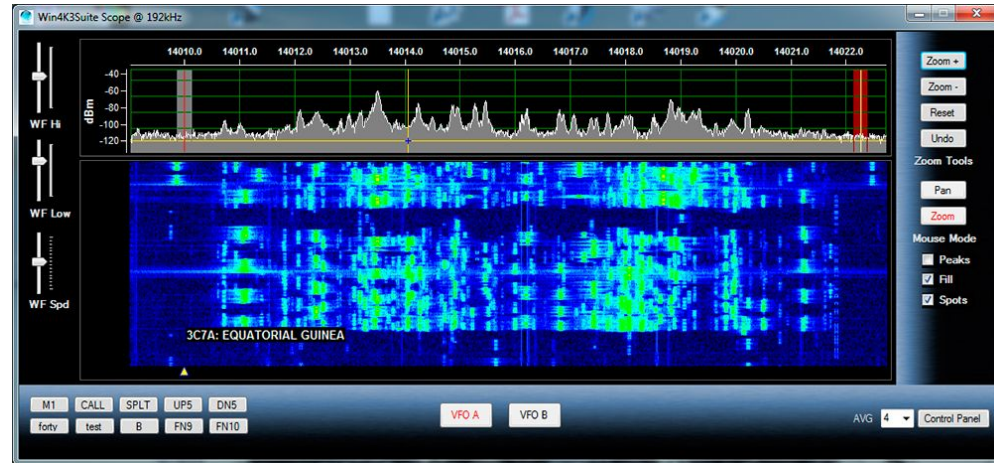 Win4K3Suite Scope @ 192kHz
14010.0 14011.0 14012.0 14013.0 14014.0 14015.0 14016.0 14017.0 14018.0 14019.0 14020.0 14021.0 14022.0
dBm
-40
-60
-80
-100
-120
WF Hi
WF Low
WF Spd
3C7A: EQUATORIAL GUINEA
Zoom +
Zoom -
Reset
Undo
Zoom Tools
Pan
Zoom
Mouse Mode
Peaks
Fill
Spots
M1 CALL SPLT UP5 DN5
forty test B FN9 FN10
VFO A VFO B
AVG 4 Control Panel